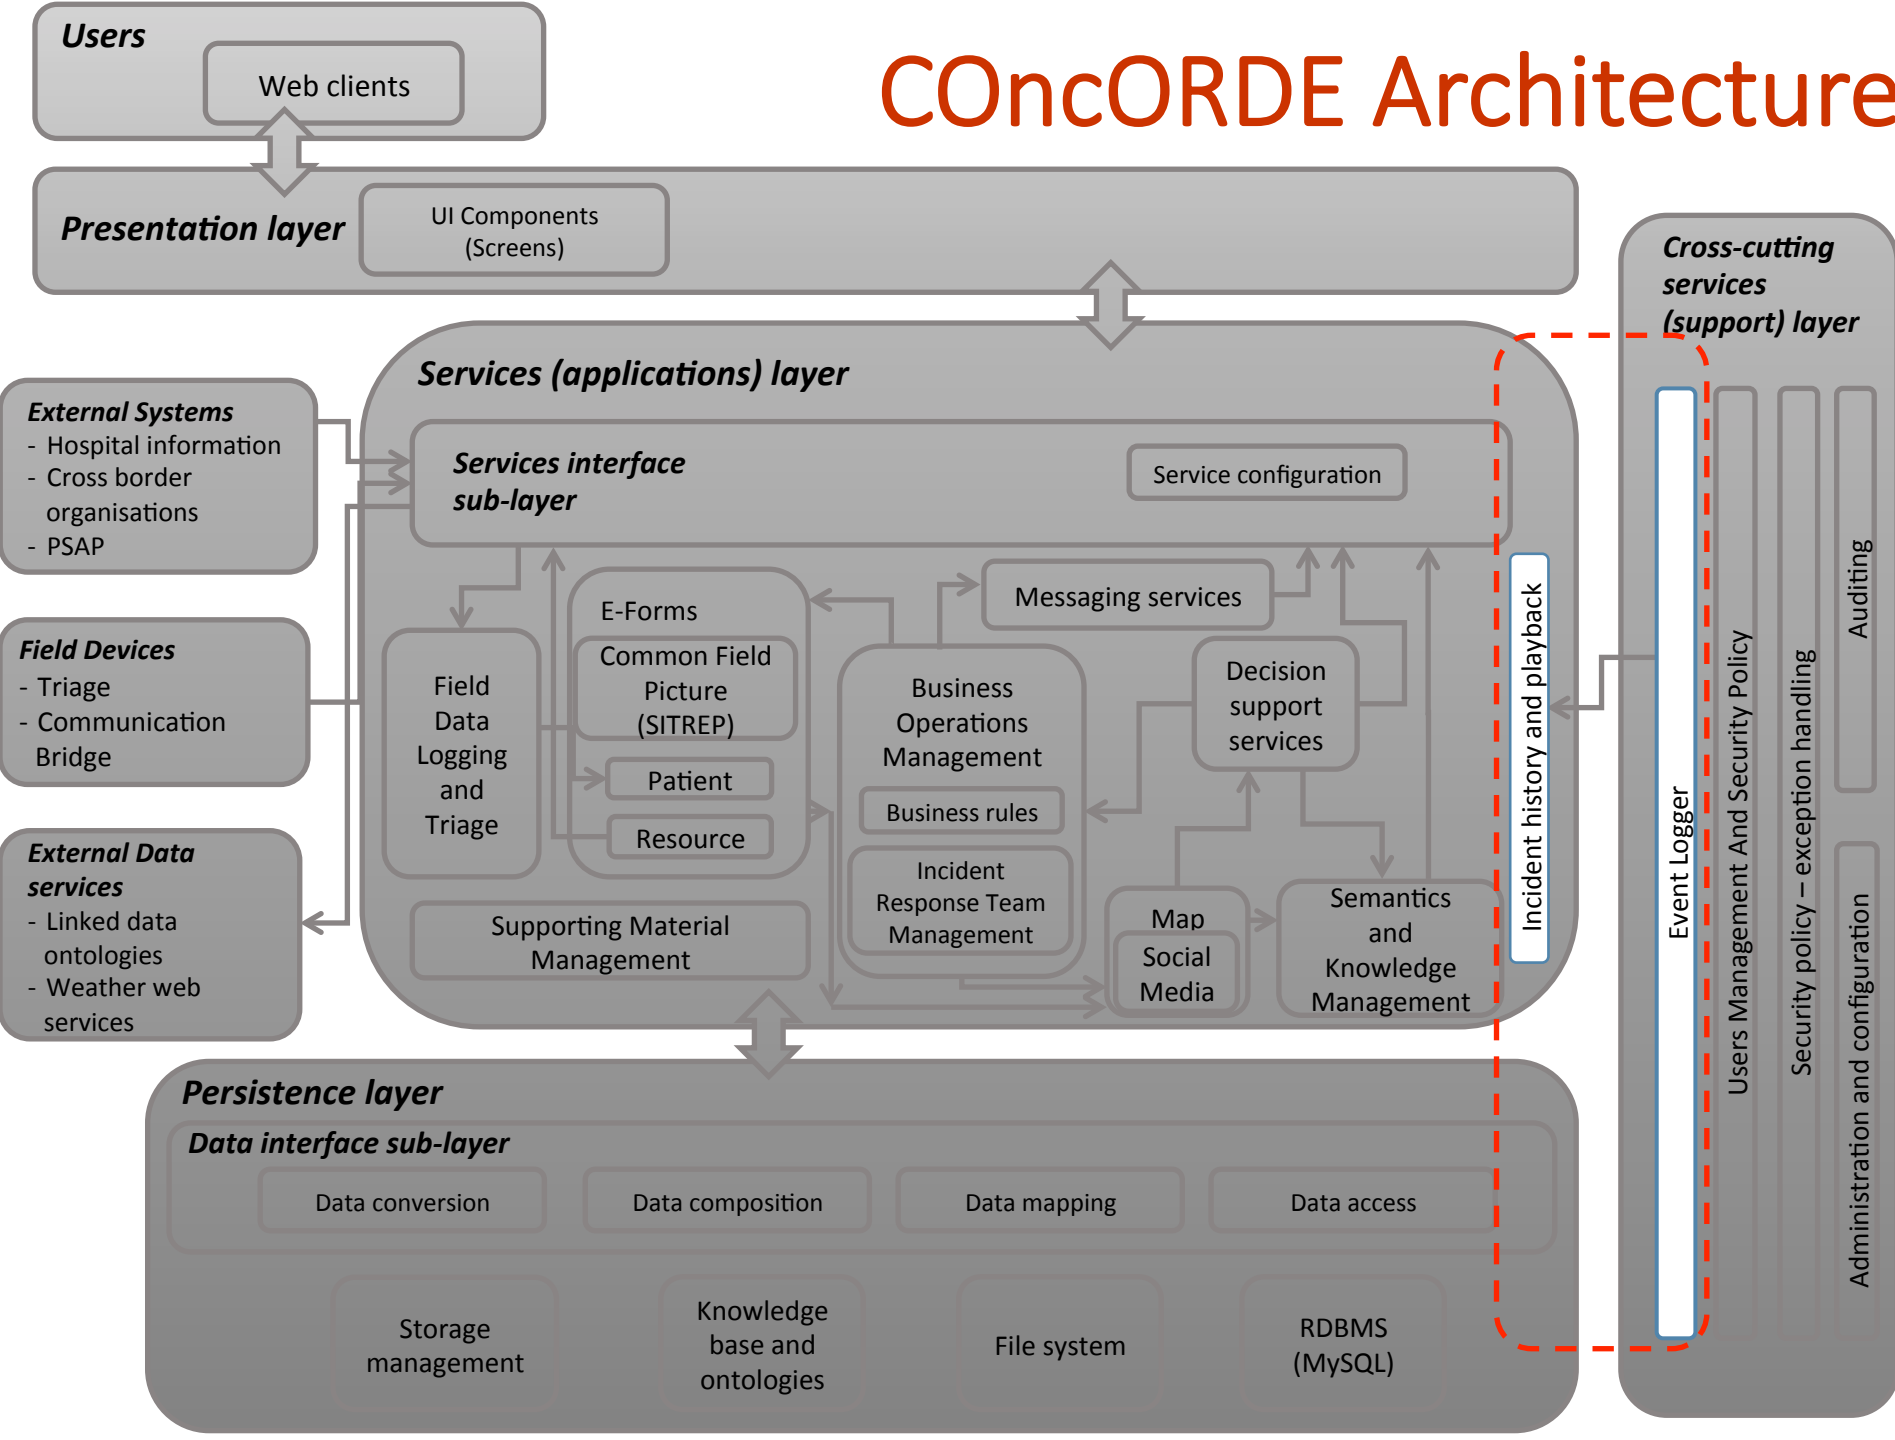 COncORDE Architecture
Users
Web clients
Presentation layer
UI Components
(Screens)
Cross-cutting
services
(support) layer
Services (applications) layer
External Systems
- Hospital information
- Cross border
organisations
- PSAP
Services interface
sub-layer
Service configuration
Field Devices
- Triage
- Communication
Bridge
External Data
services
- Linked data
ontologies
- Weather web
services
Field
Data
Logging
and
Triage
E-Forms
Common Field
Picture
(SITREP)
Patient
Resource
Messaging services
Business
Operations
Management
Business rules
Incident
Response Team
Management
Decision
support
services
Supporting Material
Management
Map
Social
Media
Semantics
and
Knowledge
Management
Incident history and playback
Event Logger
Users Management And Security Policy
Security policy – exception handling
Auditing
Administration and configuration
Persistence layer
Data interface sub-layer
Data conversion
Data composition
Data mapping
Data access
Storage
management
Knowledge
base and
ontologies
File system
RDBMS
(MySQL)